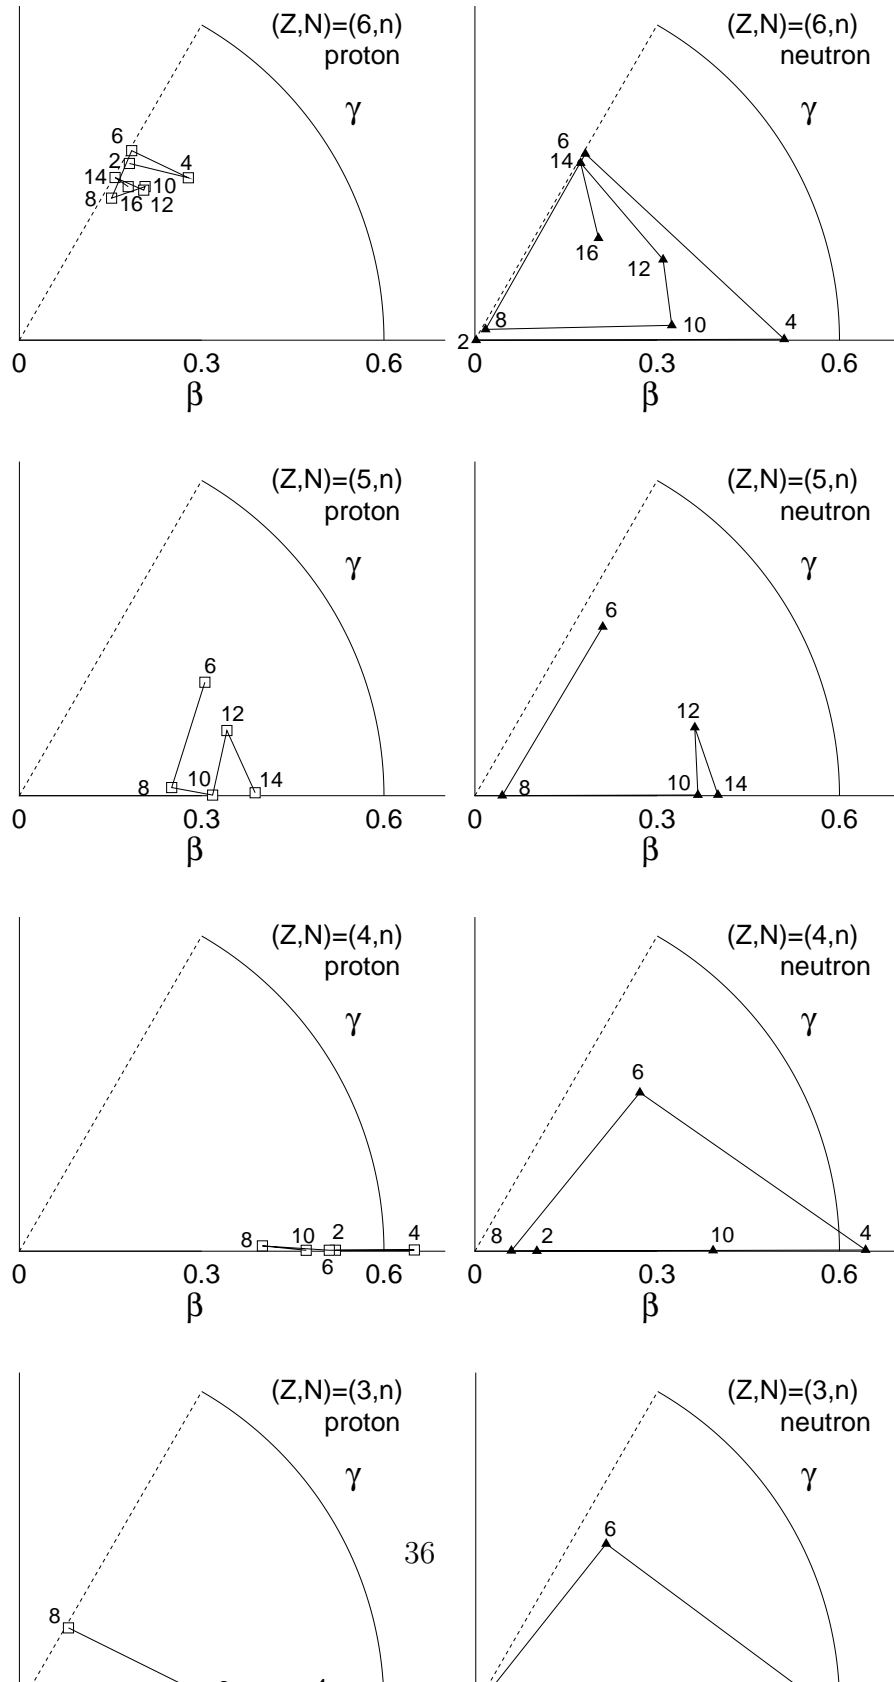 (Z,N)=(6,n)
proton
γ
6
2
4
14
10
8
16
12
0
0.3
0.6
β
(Z,N)=(6,n)
neutron
γ
6
14
16
12
8
10
4
2
0
0.3
0.6
β
(Z,N)=(5,n)
proton
γ
6
12
8
10
14
0
0.3
0.6
β
(Z,N)=(5,n)
neutron
γ
6
12
8
10
14
0
0.3
0.6
β
(Z,N)=(4,n)
proton
γ
8
10
2
4
6
0
0.3
0.6
β
(Z,N)=(4,n)
neutron
γ
6
8
2
10
4
0
0.3
0.6
β
(Z,N)=(3,n)
proton
γ
8
(Z,N)=(3,n)
neutron
γ
6
36